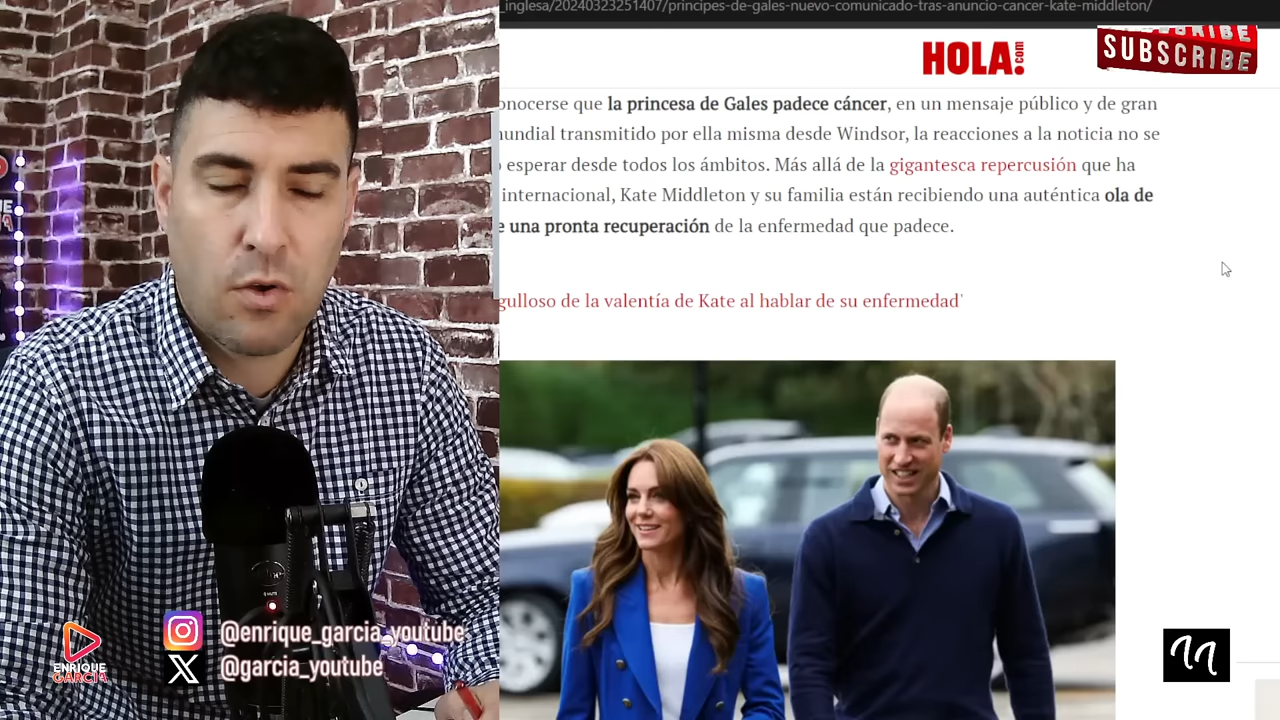 _inglesa/20240323251407/principes-de-gales-nuevo-comunicado-tras-anuncio-cancer-kate-middleton/
HOLA!.com
SUBSCRIBE
SUBSCRIBE
onocerse que la princesa de Gales padece cáncer, en un mensaje público y de gran
mundial transmitido por ella misma desde Windsor, la reacciones a la noticia no se
esperar desde todos los ámbitos. Más allá de la gigantesca repercusión que ha
internacional, Kate Middleton y su familia están recibiendo una auténtica ola de
e una pronta recuperación de la enfermedad que padece.
gulloso de la valentía de Kate al hablar de su enfermedad'
@enrique_garcia_youtube
@garcia_youtube
ENRIQUE
GARCIA